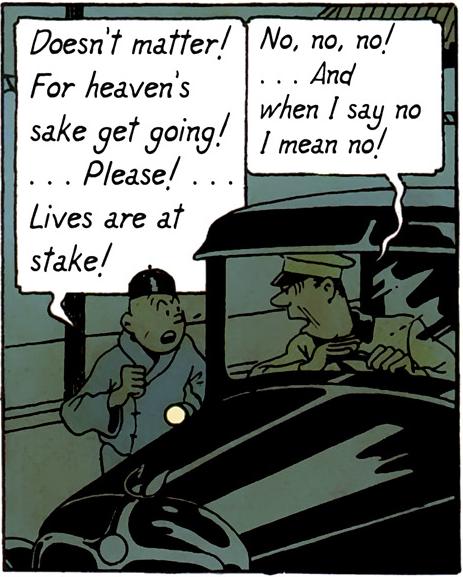 Doesn't matter!
For heaven's
sake get going!
. . . Please! . . .
Lives are at
stake!
No, no, no!
. . . And
when I say no
I mean no!